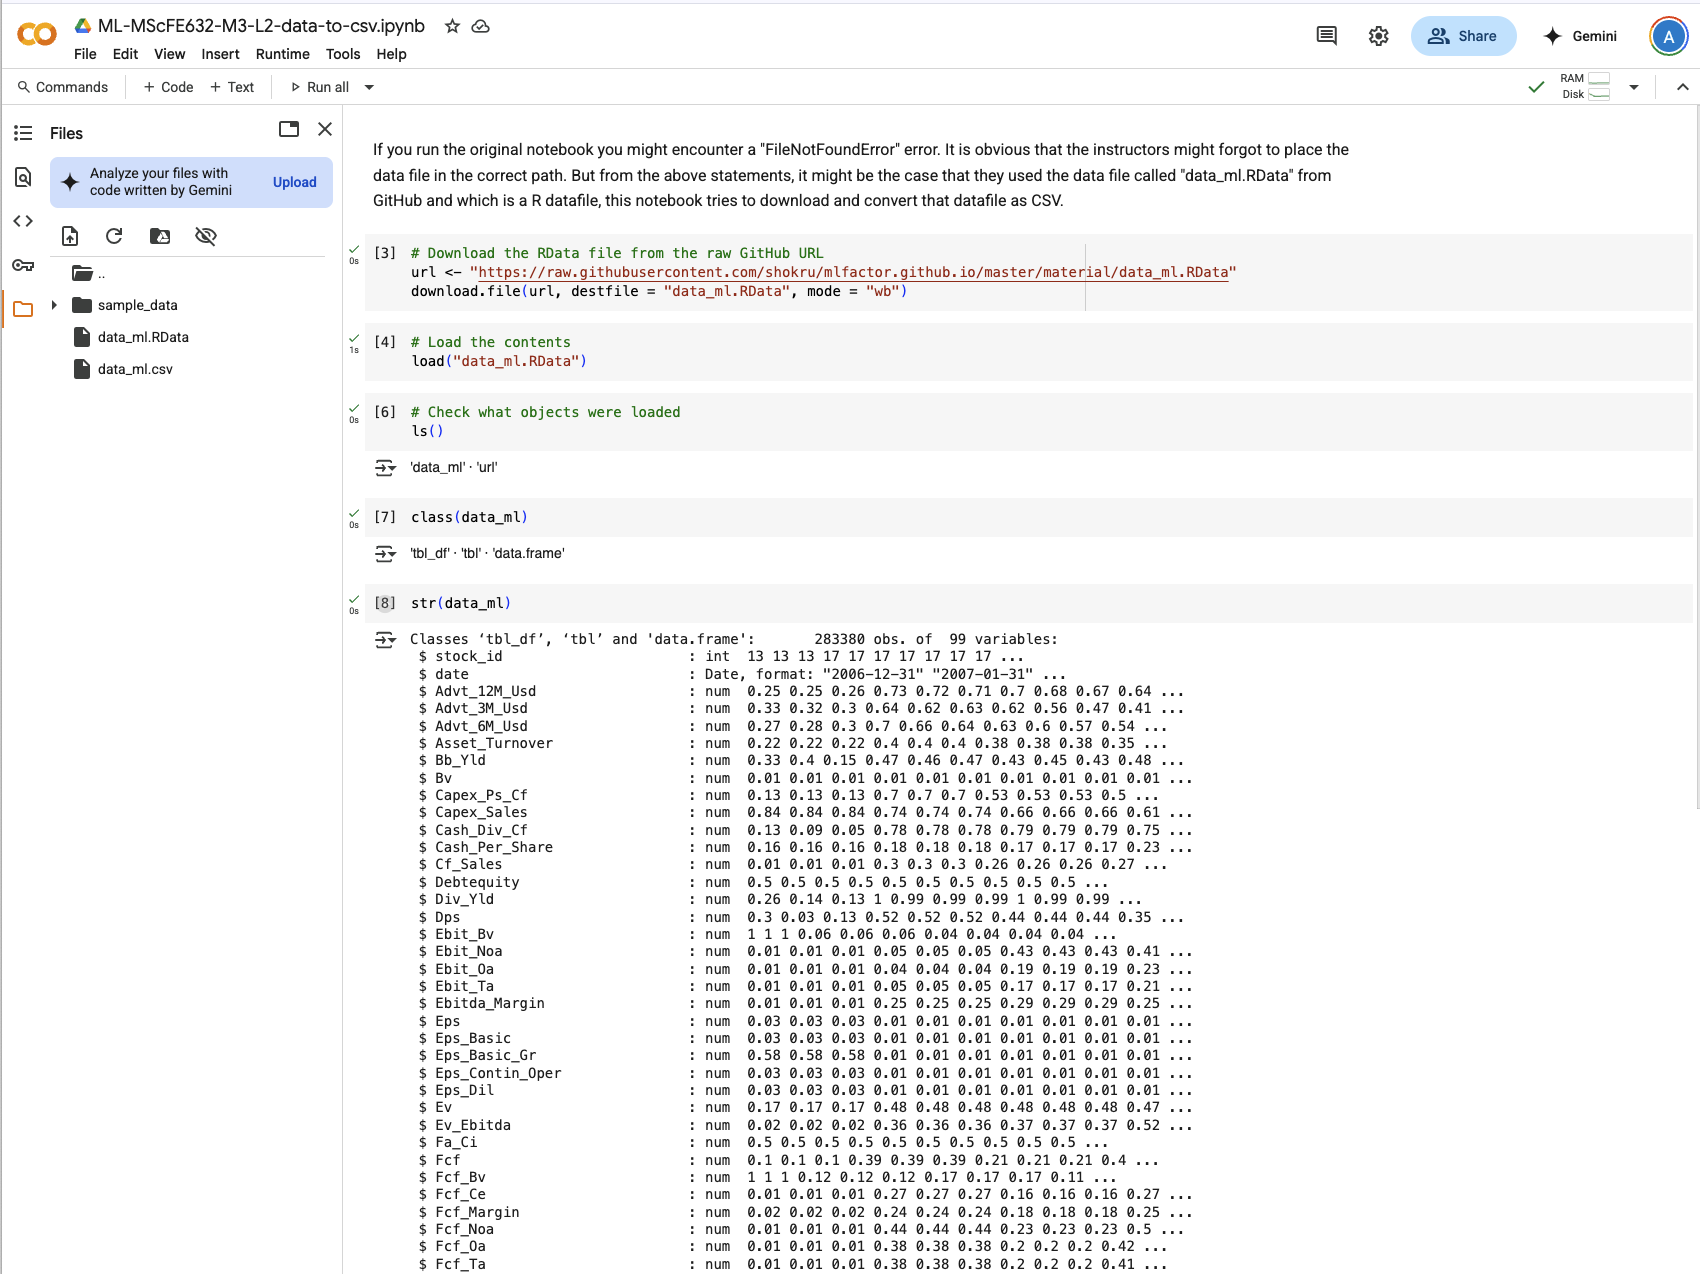 ML-MScFE632-M3-L2-data-to-csv.ipynb
File Edit View Insert Runtime Tools Help
Share
Gemini
A
Commands + Code + Text Run all
RAM
Disk
Files
Analyze your files with
code written by Gemini
Upload
..
sample_data
data_ml.RData
data_ml.csv
If you run the original notebook you might encounter a "FileNotFoundError" error. It is obvious that the instructors might forgot to place the
data file in the correct path. But from the above statements, it might be the case that they used the data file called "data_ml.RData" from
GitHub and which is a R datafile, this notebook tries to download and convert that datafile as CSV.
0s
[3] # Download the RData file from the raw GitHub URL
url <- "https://raw.githubusercontent.com/shokru/mlfactor.github.io/master/material/data_ml.RData"
download.file(url, destfile = "data_ml.RData", mode = "wb")
1s
[4] # Load the contents
load("data_ml.RData")
0s
[6] # Check what objects were loaded
ls()
'data_ml' · 'url'
0s
[7] class(data_ml)
'tbl_df' · 'tbl' · 'data.frame'
0s
[8] str(data_ml)
Classes ‘tbl_df’, ‘tbl’ and 'data.frame': 283380 obs. of 99 variables:
$ stock_id : int 13 13 13 17 17 17 17 17 17 17 ...
$ date : Date, format: "2006-12-31" "2007-01-31" ...
$ Advt_12M_Usd : num 0.25 0.25 0.26 0.73 0.72 0.71 0.7 0.68 0.67 0.64 ...
$ Advt_3M_Usd : num 0.33 0.32 0.3 0.64 0.62 0.63 0.62 0.56 0.47 0.41 ...
$ Advt_6M_Usd : num 0.27 0.28 0.3 0.7 0.66 0.64 0.63 0.6 0.57 0.54 ...
$ Asset_Turnover : num 0.22 0.22 0.22 0.4 0.4 0.4 0.38 0.38 0.38 0.35 ...
$ Bb_Yld : num 0.33 0.4 0.15 0.47 0.46 0.47 0.43 0.45 0.43 0.48 ...
$ Bv : num 0.01 0.01 0.01 0.01 0.01 0.01 0.01 0.01 0.01 0.01 ...
$ Capex_Ps_Cf : num 0.13 0.13 0.13 0.7 0.7 0.7 0.53 0.53 0.53 0.5 ...
$ Capex_Sales : num 0.84 0.84 0.84 0.74 0.74 0.74 0.66 0.66 0.66 0.61 ...
$ Cash_Div_Cf : num 0.13 0.09 0.05 0.78 0.78 0.78 0.79 0.79 0.79 0.75 ...
$ Cash_Per_Share : num 0.16 0.16 0.16 0.18 0.18 0.18 0.17 0.17 0.17 0.23 ...
$ Cf_Sales : num 0.01 0.01 0.01 0.3 0.3 0.3 0.26 0.26 0.26 0.27 ...
$ Debtequity : num 0.5 0.5 0.5 0.5 0.5 0.5 0.5 0.5 0.5 0.5 ...
$ Div_Yld : num 0.26 0.14 0.13 1 0.99 0.99 0.99 1 0.99 0.99 ...
$ Dps : num 0.3 0.03 0.13 0.52 0.52 0.52 0.44 0.44 0.44 0.35 ...
$ Ebit_Bv : num 1 1 1 0.06 0.06 0.06 0.04 0.04 0.04 0.04 ...
$ Ebit_Noa : num 0.01 0.01 0.01 0.05 0.05 0.05 0.43 0.43 0.43 0.41 ...
$ Ebit_Oa : num 0.01 0.01 0.01 0.04 0.04 0.04 0.19 0.19 0.19 0.23 ...
$ Ebit_Ta : num 0.01 0.01 0.01 0.05 0.05 0.05 0.17 0.17 0.17 0.21 ...
$ Ebitda_Margin : num 0.01 0.01 0.01 0.25 0.25 0.25 0.29 0.29 0.29 0.25 ...
$ Eps : num 0.03 0.03 0.03 0.01 0.01 0.01 0.01 0.01 0.01 0.01 ...
$ Eps_Basic : num 0.03 0.03 0.03 0.01 0.01 0.01 0.01 0.01 0.01 0.01 ...
$ Eps_Basic_Gr : num 0.58 0.58 0.58 0.01 0.01 0.01 0.01 0.01 0.01 0.01 ...
$ Eps_Contin_Oper : num 0.03 0.03 0.03 0.01 0.01 0.01 0.01 0.01 0.01 0.01 ...
$ Eps_Dil : num 0.03 0.03 0.03 0.01 0.01 0.01 0.01 0.01 0.01 0.01 ...
$ Ev : num 0.17 0.17 0.17 0.48 0.48 0.48 0.48 0.48 0.48 0.47 ...
$ Ev_Ebitda : num 0.02 0.02 0.02 0.36 0.36 0.36 0.37 0.37 0.37 0.52 ...
$ Fa_Ci : num 0.5 0.5 0.5 0.5 0.5 0.5 0.5 0.5 0.5 0.5 ...
$ Fcf : num 0.1 0.1 0.1 0.39 0.39 0.39 0.21 0.21 0.21 0.4 ...
$ Fcf_Bv : num 1 1 1 0.12 0.12 0.12 0.17 0.17 0.17 0.11 ...
$ Fcf_Ce : num 0.01 0.01 0.01 0.27 0.27 0.27 0.16 0.16 0.16 0.27 ...
$ Fcf_Margin : num 0.02 0.02 0.02 0.24 0.24 0.24 0.18 0.18 0.18 0.25 ...
$ Fcf_Noa : num 0.01 0.01 0.01 0.44 0.44 0.44 0.23 0.23 0.23 0.5 ...
$ Fcf_Oa : num 0.01 0.01 0.01 0.38 0.38 0.38 0.2 0.2 0.2 0.42 ...
$ Fcf_Ta : num 0.01 0.01 0.01 0.38 0.38 0.38 0.2 0.2 0.2 0.41 ...